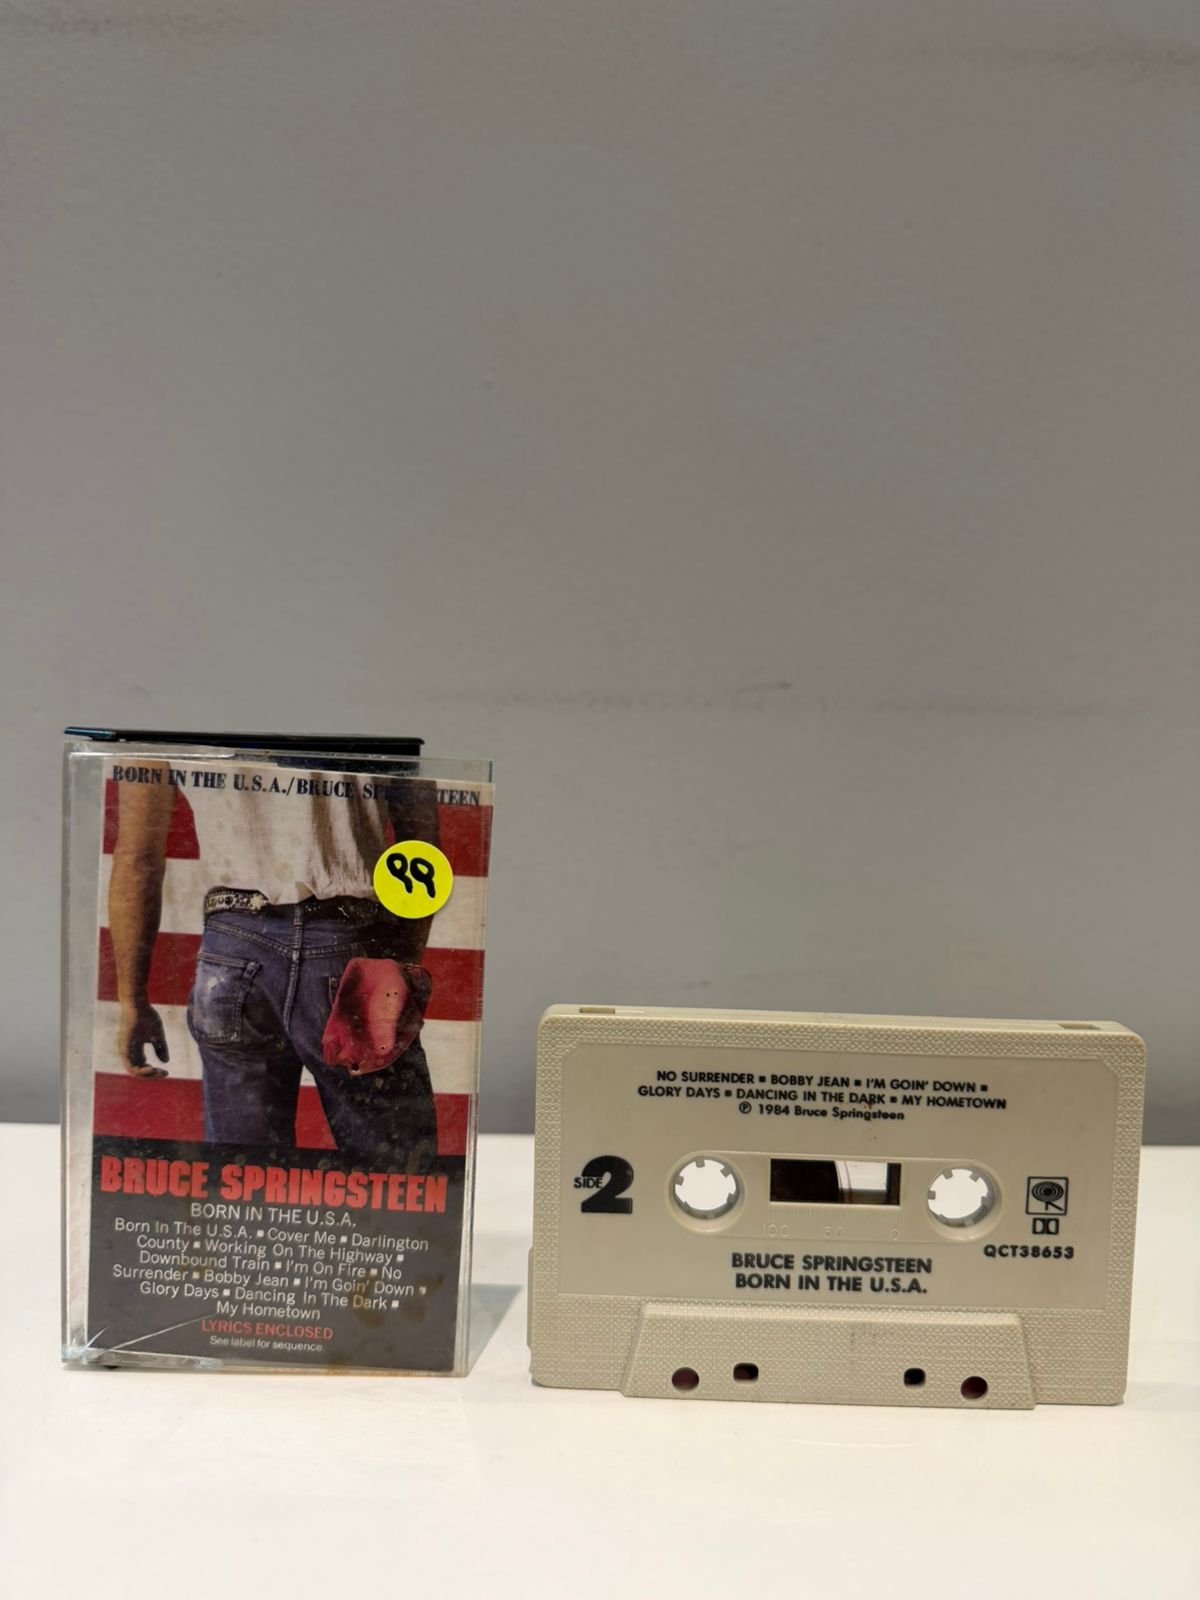 BORN IN THE U.S.A./BRUCE SPRINGSTEEN
99
BRUCE SPRINGSTEEN
BORN IN THE U.S.A.
Born In The U.S.A. ▪ Cover Me ▪ Darlington
County ▪ Working On The Highway ▪
Downbound Train ▪ I'm On Fire ▪ No
Surrender ▪ Bobby Jean ▪ I'm Goin' Down ▪
Glory Days ▪ Dancing In The Dark ▪
My Hometown
LYRICS ENCLOSED
See label for sequence.
NO SURRENDER ▪ BOBBY JEAN ▪ I'M GOIN' DOWN ▪
GLORY DAYS ▪ DANCING IN THE DARK ▪ MY HOMETOWN
℗ 1984 Bruce Springsteen
SIDE 2
100 50 0
QCT38653
BRUCE SPRINGSTEEN
BORN IN THE U.S.A.